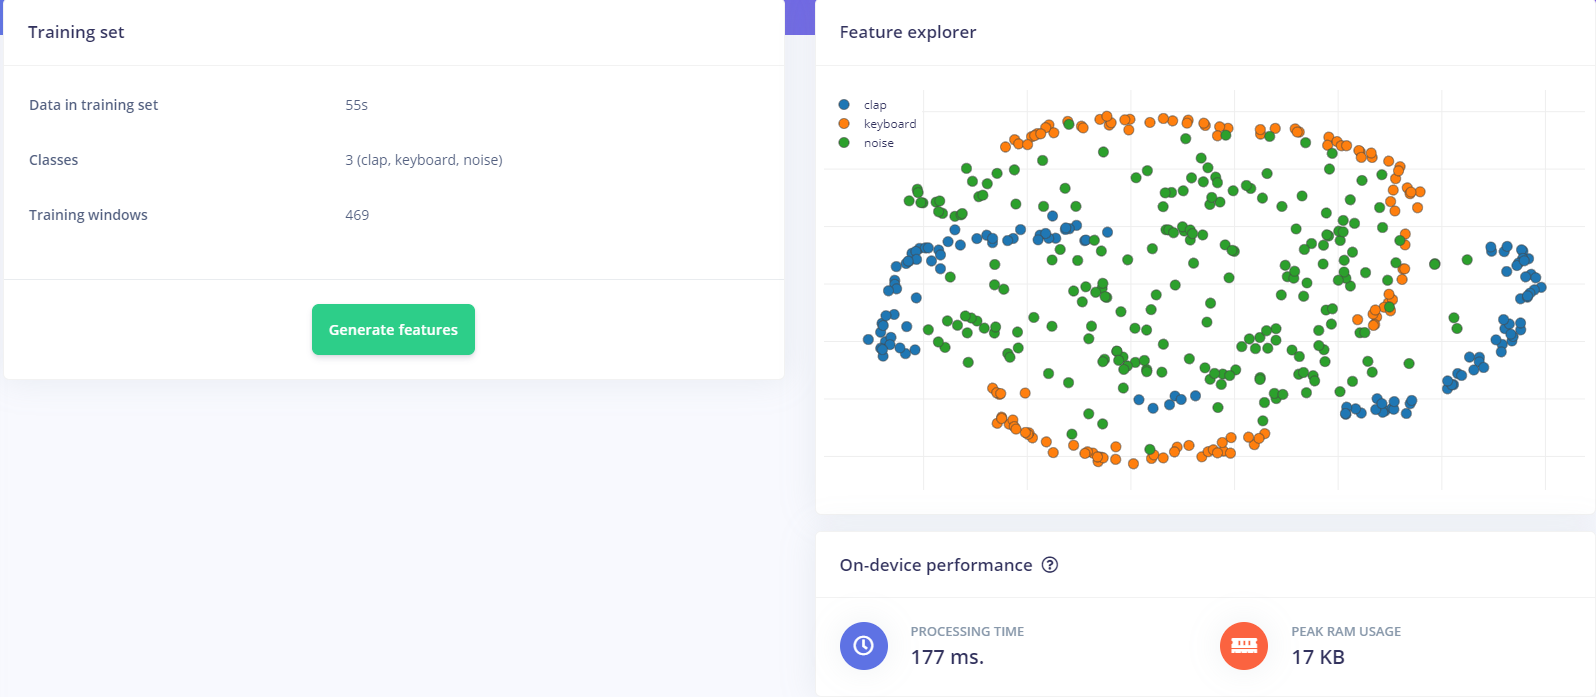 Training set
Data in training set 55s
Classes 3 (clap, keyboard, noise)
Training windows 469
Generate features
Feature explorer
clap
keyboard
noise
On-device performance ?
PROCESSING TIME
177 ms.
PEAK RAM USAGE
17 KB